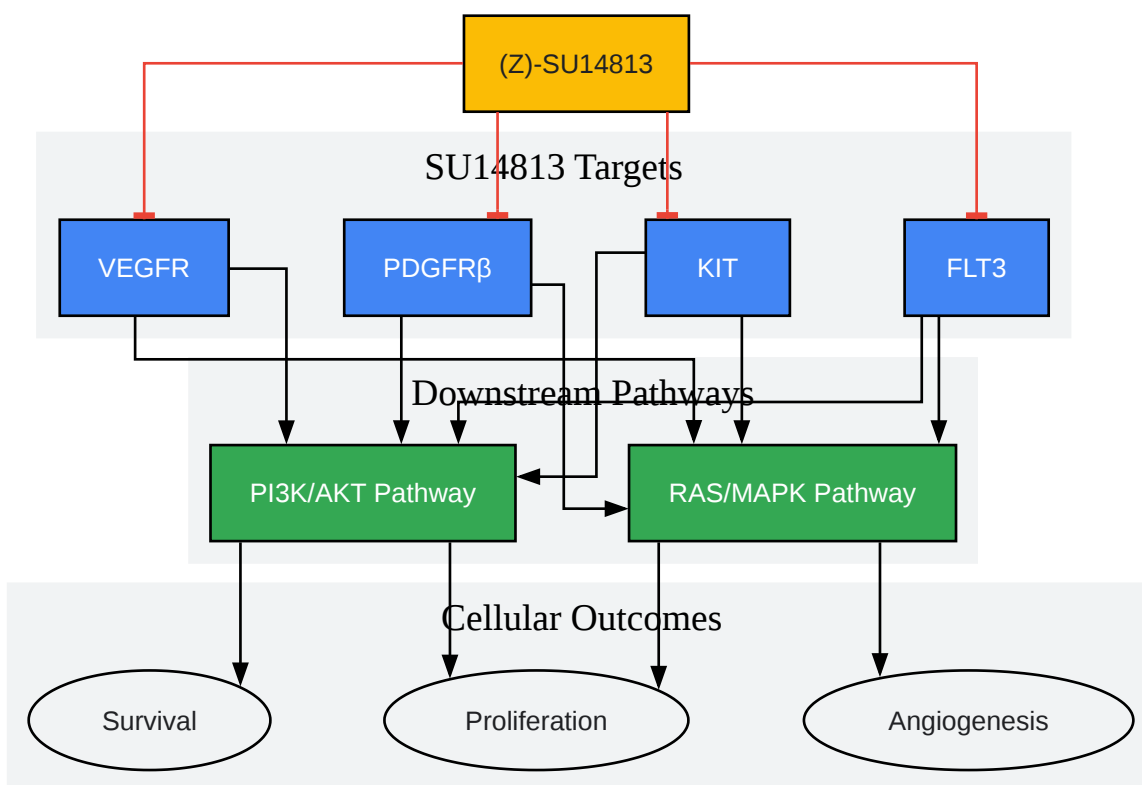 (Z)-SU14813
SU14813 Targets
VEGFR
PDGFRβ
KIT
FLT3
Downstream Pathways
PI3K/AKT Pathway
RAS/MAPK Pathway
Cellular Outcomes
Survival
Proliferation
Angiogenesis